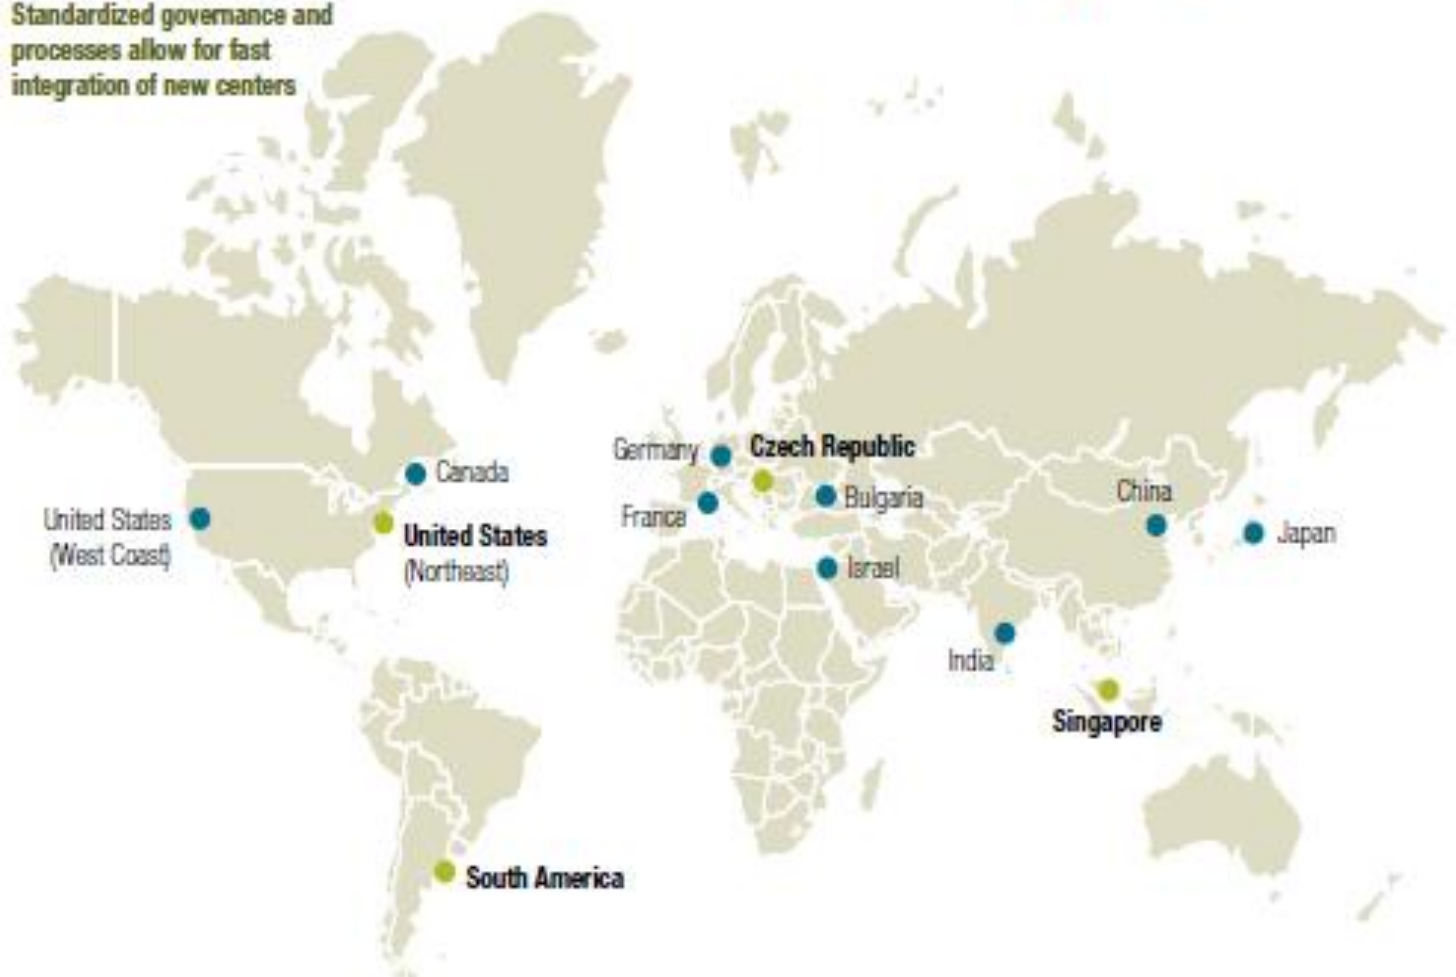 Standardized governance and
processes allow for fast
integration of new centers
Germany
Czech Republic
Canada
Bulgaria
China
France
United States
(West Coast)
United States
(Northeast)
Japan
Israel
India
Singapore
South America